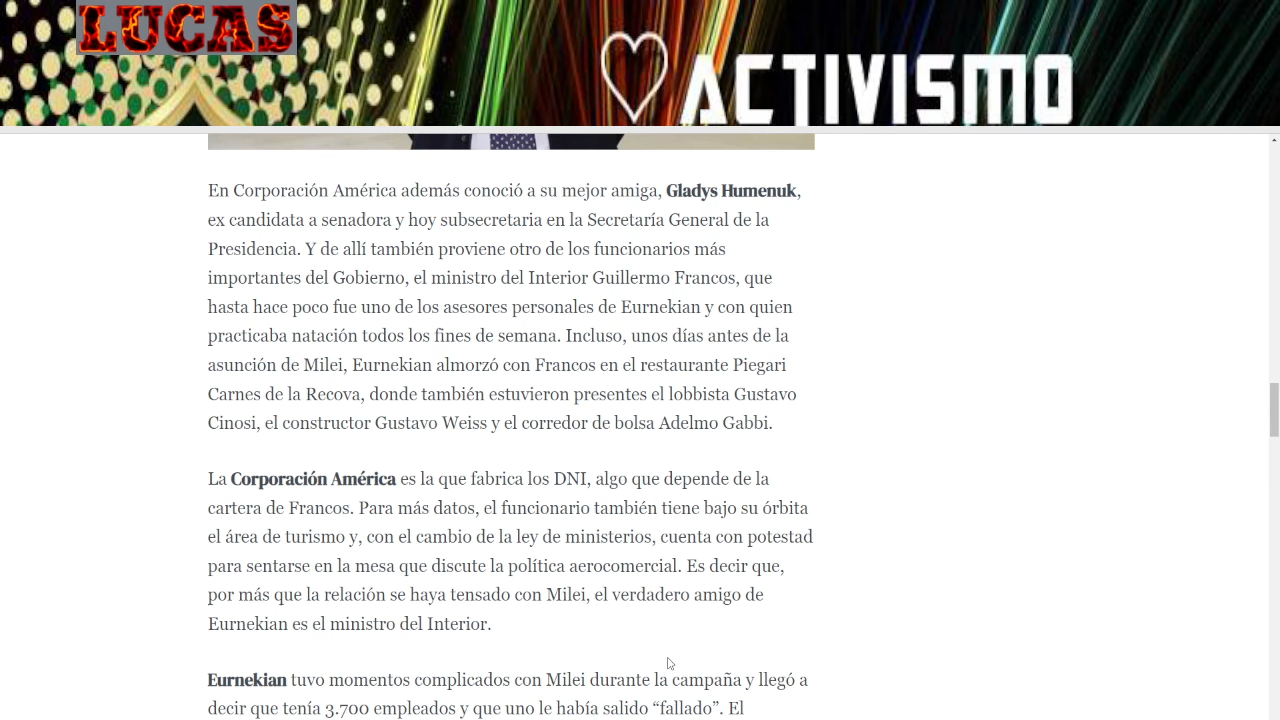 LUCAS
ACTIVISMO
En Corporación América además conoció a su mejor amiga, Gladys Humenuk,
ex candidata a senadora y hoy subsecretaria en la Secretaría General de la
Presidencia. Y de allí también proviene otro de los funcionarios más
importantes del Gobierno, el ministro del Interior Guillermo Francos, que
hasta hace poco fue uno de los asesores personales de Eurnekian y con quien
practicaba natación todos los fines de semana. Incluso, unos días antes de la
asunción de Milei, Eurnekian almorzó con Francos en el restaurante Piegari
Carnes de la Recova, donde también estuvieron presentes el lobbista Gustavo
Cinosi, el constructor Gustavo Weiss y el corredor de bolsa Adelmo Gabbi.
La Corporación América es la que fabrica los DNI, algo que depende de la
cartera de Francos. Para más datos, el funcionario también tiene bajo su órbita
el área de turismo y, con el cambio de la ley de ministerios, cuenta con potestad
para sentarse en la mesa que discute la política aerocomercial. Es decir que,
por más que la relación se haya tensado con Milei, el verdadero amigo de
Eurnekian es el ministro del Interior.
Eurnekian tuvo momentos complicados con Milei durante la campaña y llegó a
decir que tenía 3.700 empleados y que uno le había salido “fallado”. El